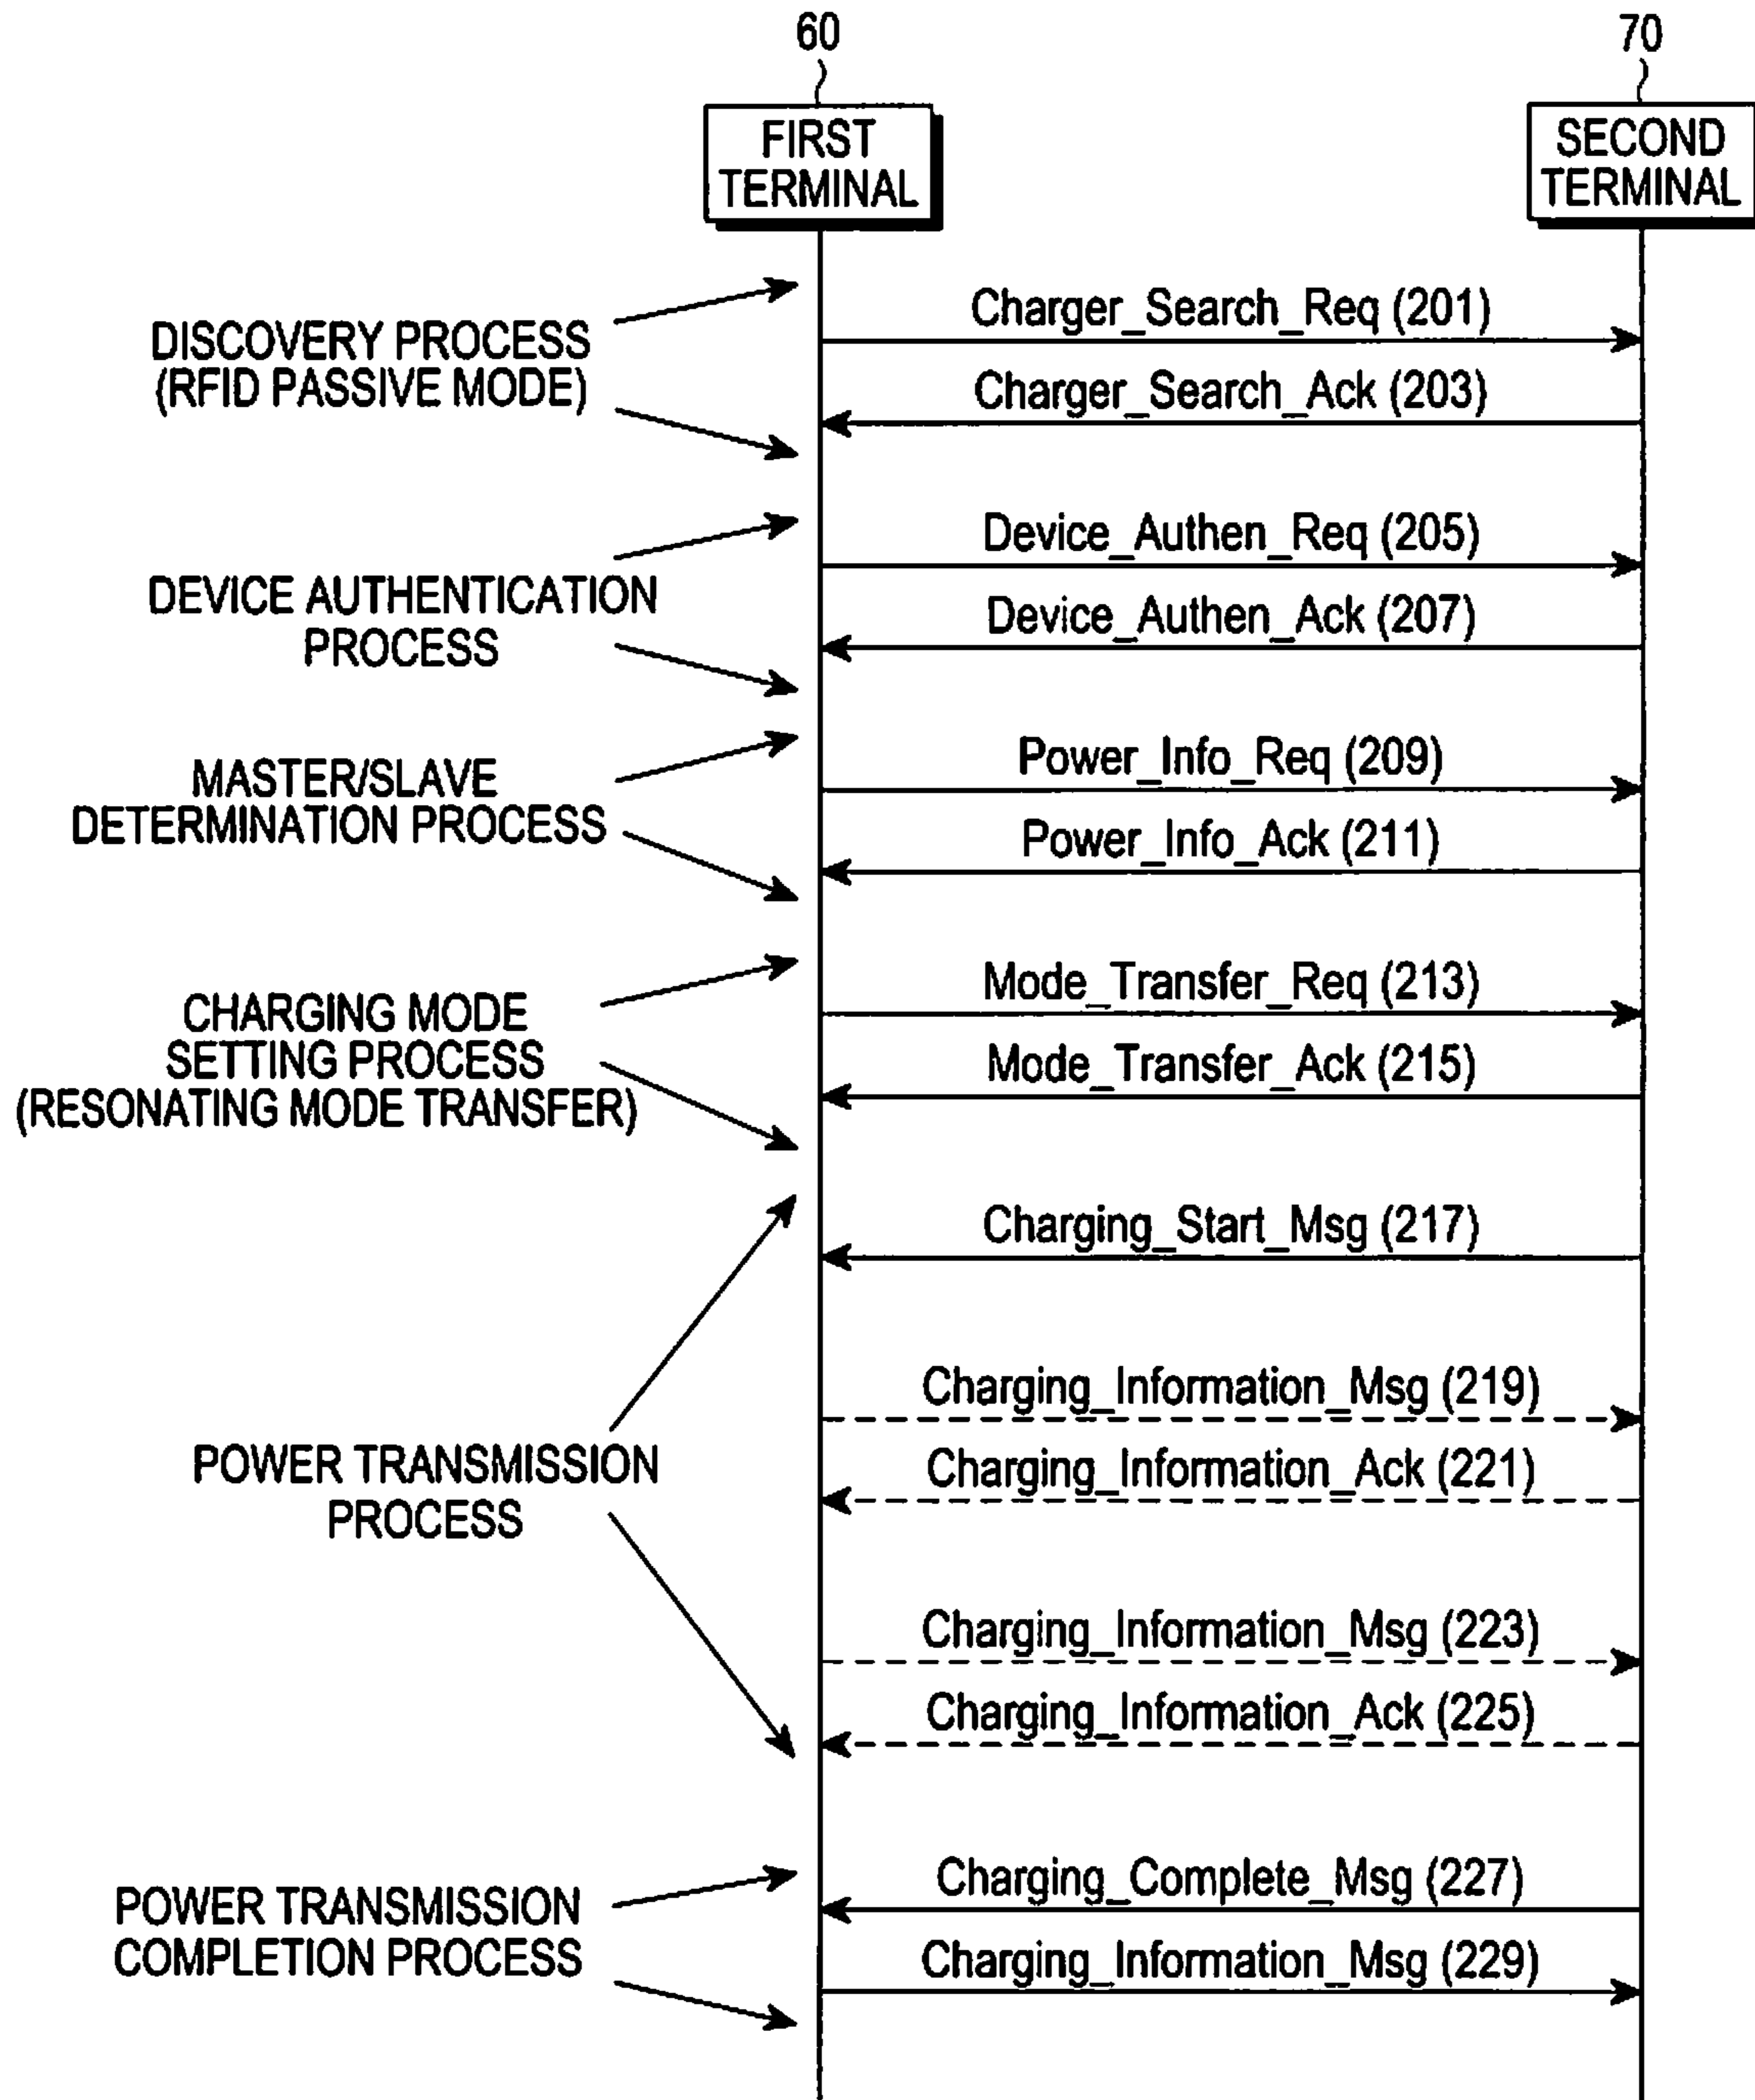 60
70
FIRST
TERMINAL
SECOND
TERMINAL
Charger_Search_Req (201)
DISCOVERY PROCESS
(RFID PASSIVE MODE)
Charger_Search_Ack (203)
Device_Authen_Req (205)
DEVICE AUTHENTICATION
PROCESS
Device_Authen_Ack (207)
Power_Info_Req (209)
MASTER/SLAVE
DETERMINATION PROCESS
Power_Info_Ack (211)
Mode_Transfer_Req (213)
CHARGING MODE
SETTING PROCESS
(RESONATING MODE TRANSFER)
Mode_Transfer_Ack (215)
Charging_Start_Msg (217)
Charging_Information_Msg (219)
POWER TRANSMISSION
PROCESS
Charging_Information_Ack (221)
Charging_Information_Msg (223)
Charging_Information_Ack (225)
Charging_Complete_Msg (227)
POWER TRANSMISSION
COMPLETION PROCESS
Charging_Information_Msg (229)